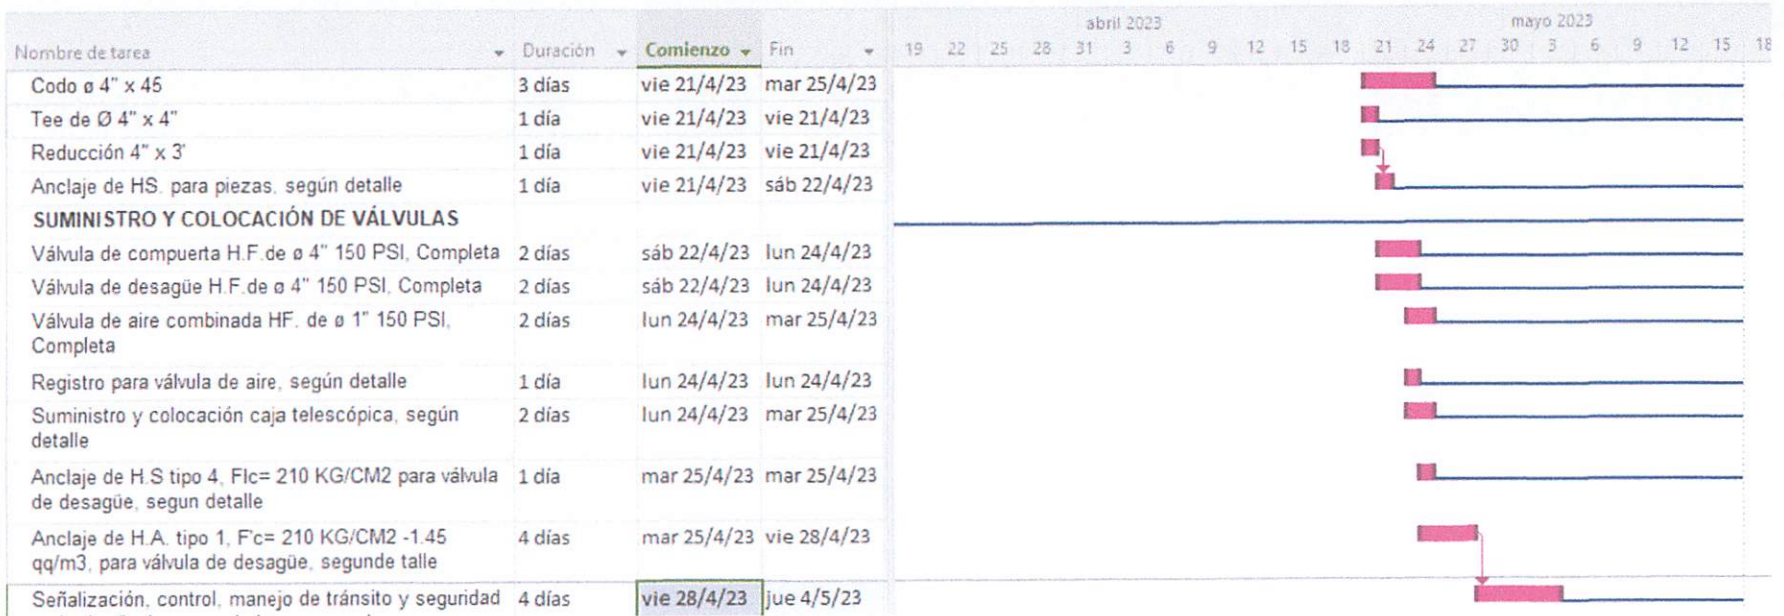 abril 2023 mayo 2023
Nombre de tarea Duración Comienzo Fin 19 22 25 28 31 3 6 9 12 15 18 21 24 27 30 3 6 9 12 15 18
Codo ø 4" x 45 3 días vie 21/4/23 mar 25/4/23
Tee de Ø 4" x 4" 1 día vie 21/4/23 vie 21/4/23
Reducción 4" x 3' 1 día vie 21/4/23 vie 21/4/23
Anclaje de HS. para piezas, según detalle 1 día vie 21/4/23 sáb 22/4/23
SUMINISTRO Y COLOCACIÓN DE VÁLVULAS
Válvula de compuerta H.F.de ø 4" 150 PSI, Completa 2 días sáb 22/4/23 lun 24/4/23
Válvula de desagüe H.F.de ø 4" 150 PSI, Completa 2 días sáb 22/4/23 lun 24/4/23
Válvula de aire combinada HF. de ø 1" 150 PSI, 2 días lun 24/4/23 mar 25/4/23
Completa
Registro para válvula de aire, según detalle 1 día lun 24/4/23 lun 24/4/23
Suministro y colocación caja telescópica, según 2 días lun 24/4/23 mar 25/4/23
detalle
Anclaje de H.S tipo 4, FIc= 210 KG/CM2 para válvula 1 día mar 25/4/23 mar 25/4/23
de desagüe, segun detalle
Anclaje de H.A. tipo 1, F'c= 210 KG/CM2 -1.45 4 días mar 25/4/23 vie 28/4/23
qq/m3, para válvula de desagüe, segunde talle
Señalización, control, manejo de tránsito y seguridad 4 días vie 28/4/23 jue 4/5/23